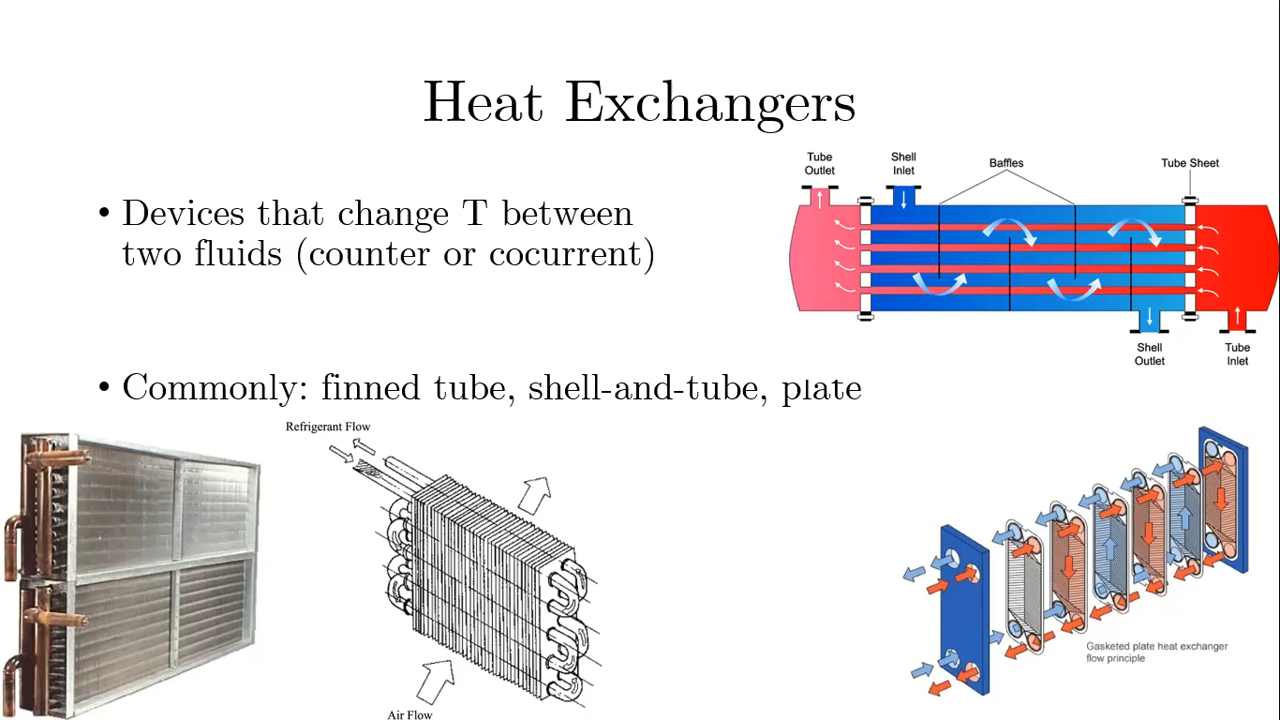 Heat Exchangers
Tube
Outlet
Shell
Inlet
Baffles
Tube Sheet
• Devices that change T between
two fluids (counter or cocurrent)
Shell
Outlet
Tube
Inlet
• Commonly: finned tube, shell-and-tube, plate
Refrigerant Flow
Air Flow
Gasketed plate heat exchanger
flow principle